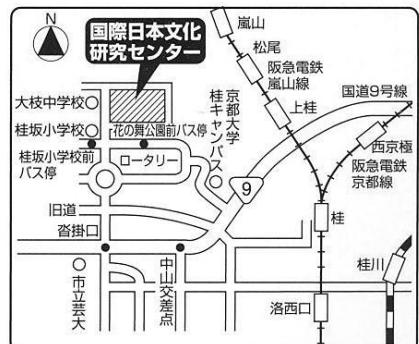 N
国際日本文化
研究センター
大枝中学校
桂坂小学校
花の舞公園前バス停
桂坂小学校前
バス停
ロータリー
京都大学
桂キャンパス
嵐山
松尾
阪急電鉄
嵐山線
上桂
国道9号線
西京極
阪急電鉄
京都線
9
旧道
沓掛口
桂
桂川
市立芸大
中山交差点
洛西口